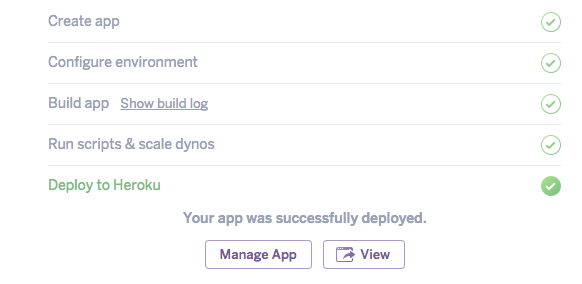 Create app
Configure environment
Build app Show build log
Run scripts & scale dynos
Deploy to Heroku
Your app was successfully deployed.
Manage App View